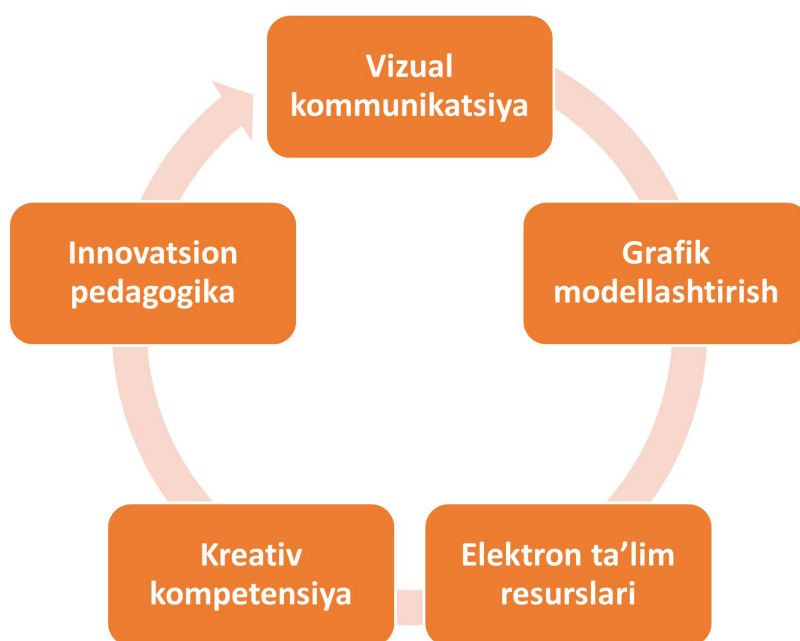 Vizual
kommunikatsiya
Grafik
modellashtirish
Elektron ta’lim
resurslari
Kreativ
kompetensiya
Innovatsion
pedagogika